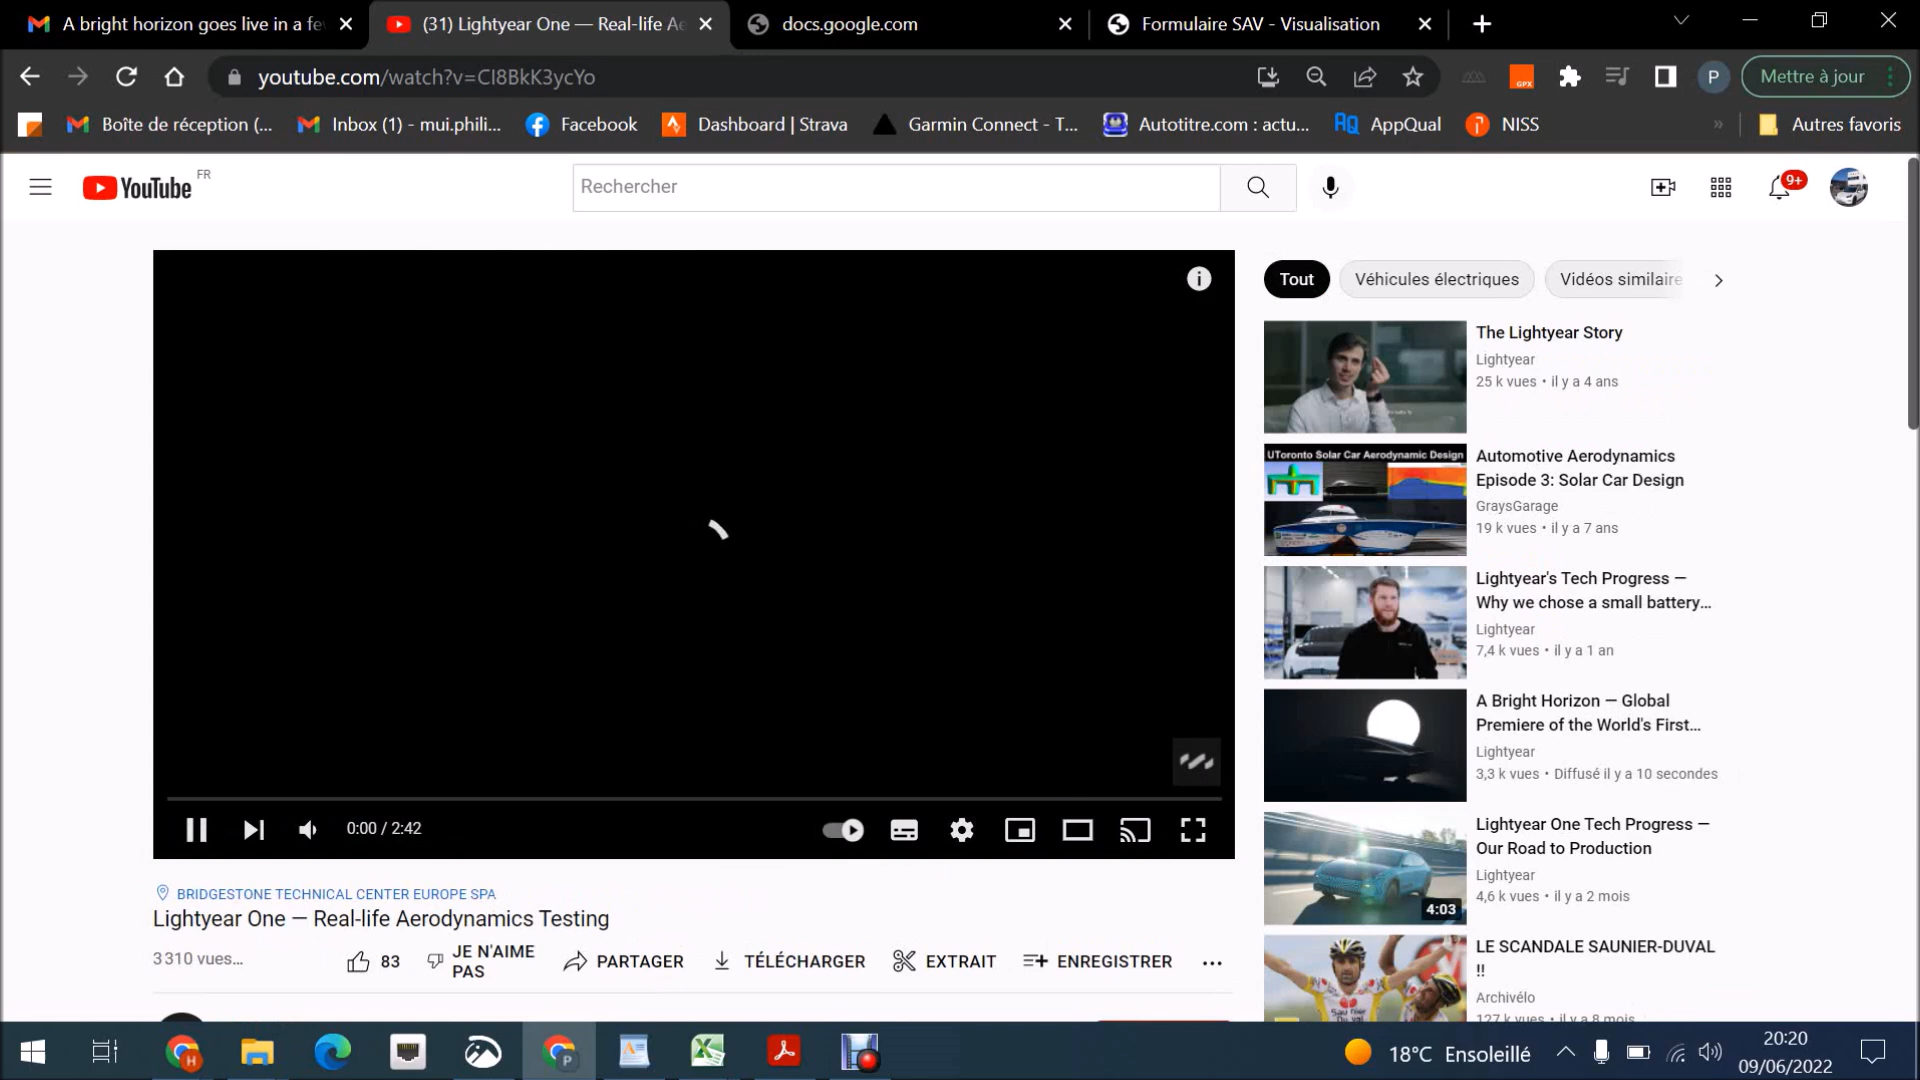 A bright horizon goes live in a fe
(31) Lightyear One — Real-life Ae
docs.google.com
Formulaire SAV - Visualisation
youtube.com/watch?v=CI8BkK3ycYo
GPX
P
Mettre à jour
Boîte de réception (...
Inbox (1) - mui.phili...
Facebook
Dashboard | Strava
Garmin Connect - T...
Autotitre.com : actu...
AppQual
NISS
»
Autres favoris
YouTube FR
Rechercher
9+
Tout
Véhicules électriques
Vidéos similaire
The Lightyear Story
Lightyear
25 k vues • il y a 4 ans
UToronto Solar Car Aerodynamic Design
Automotive Aerodynamics
Episode 3: Solar Car Design
GraysGarage
19 k vues • il y a 7 ans
Lightyear's Tech Progress —
Why we chose a small battery...
Lightyear
7,4 k vues • il y a 1 an
A Bright Horizon — Global
Premiere of the World's First...
Lightyear
3,3 k vues • Diffusé il y a 10 secondes
Lightyear One Tech Progress —
Our Road to Production
Lightyear
4,6 k vues • il y a 2 mois
4:03
LE SCANDALE SAUNIER-DUVAL
!!
Archivélo
127 k vues • il y a 8 mois
0:00 / 2:42
BRIDGESTONE TECHNICAL CENTER EUROPE SPA
Lightyear One — Real-life Aerodynamics Testing
3 310 vues...
83
JE N'AIME
PAS
PARTAGER
TÉLÉCHARGER
EXTRAIT
ENREGISTRER
18°C Ensoleillé
20:20
09/06/2022